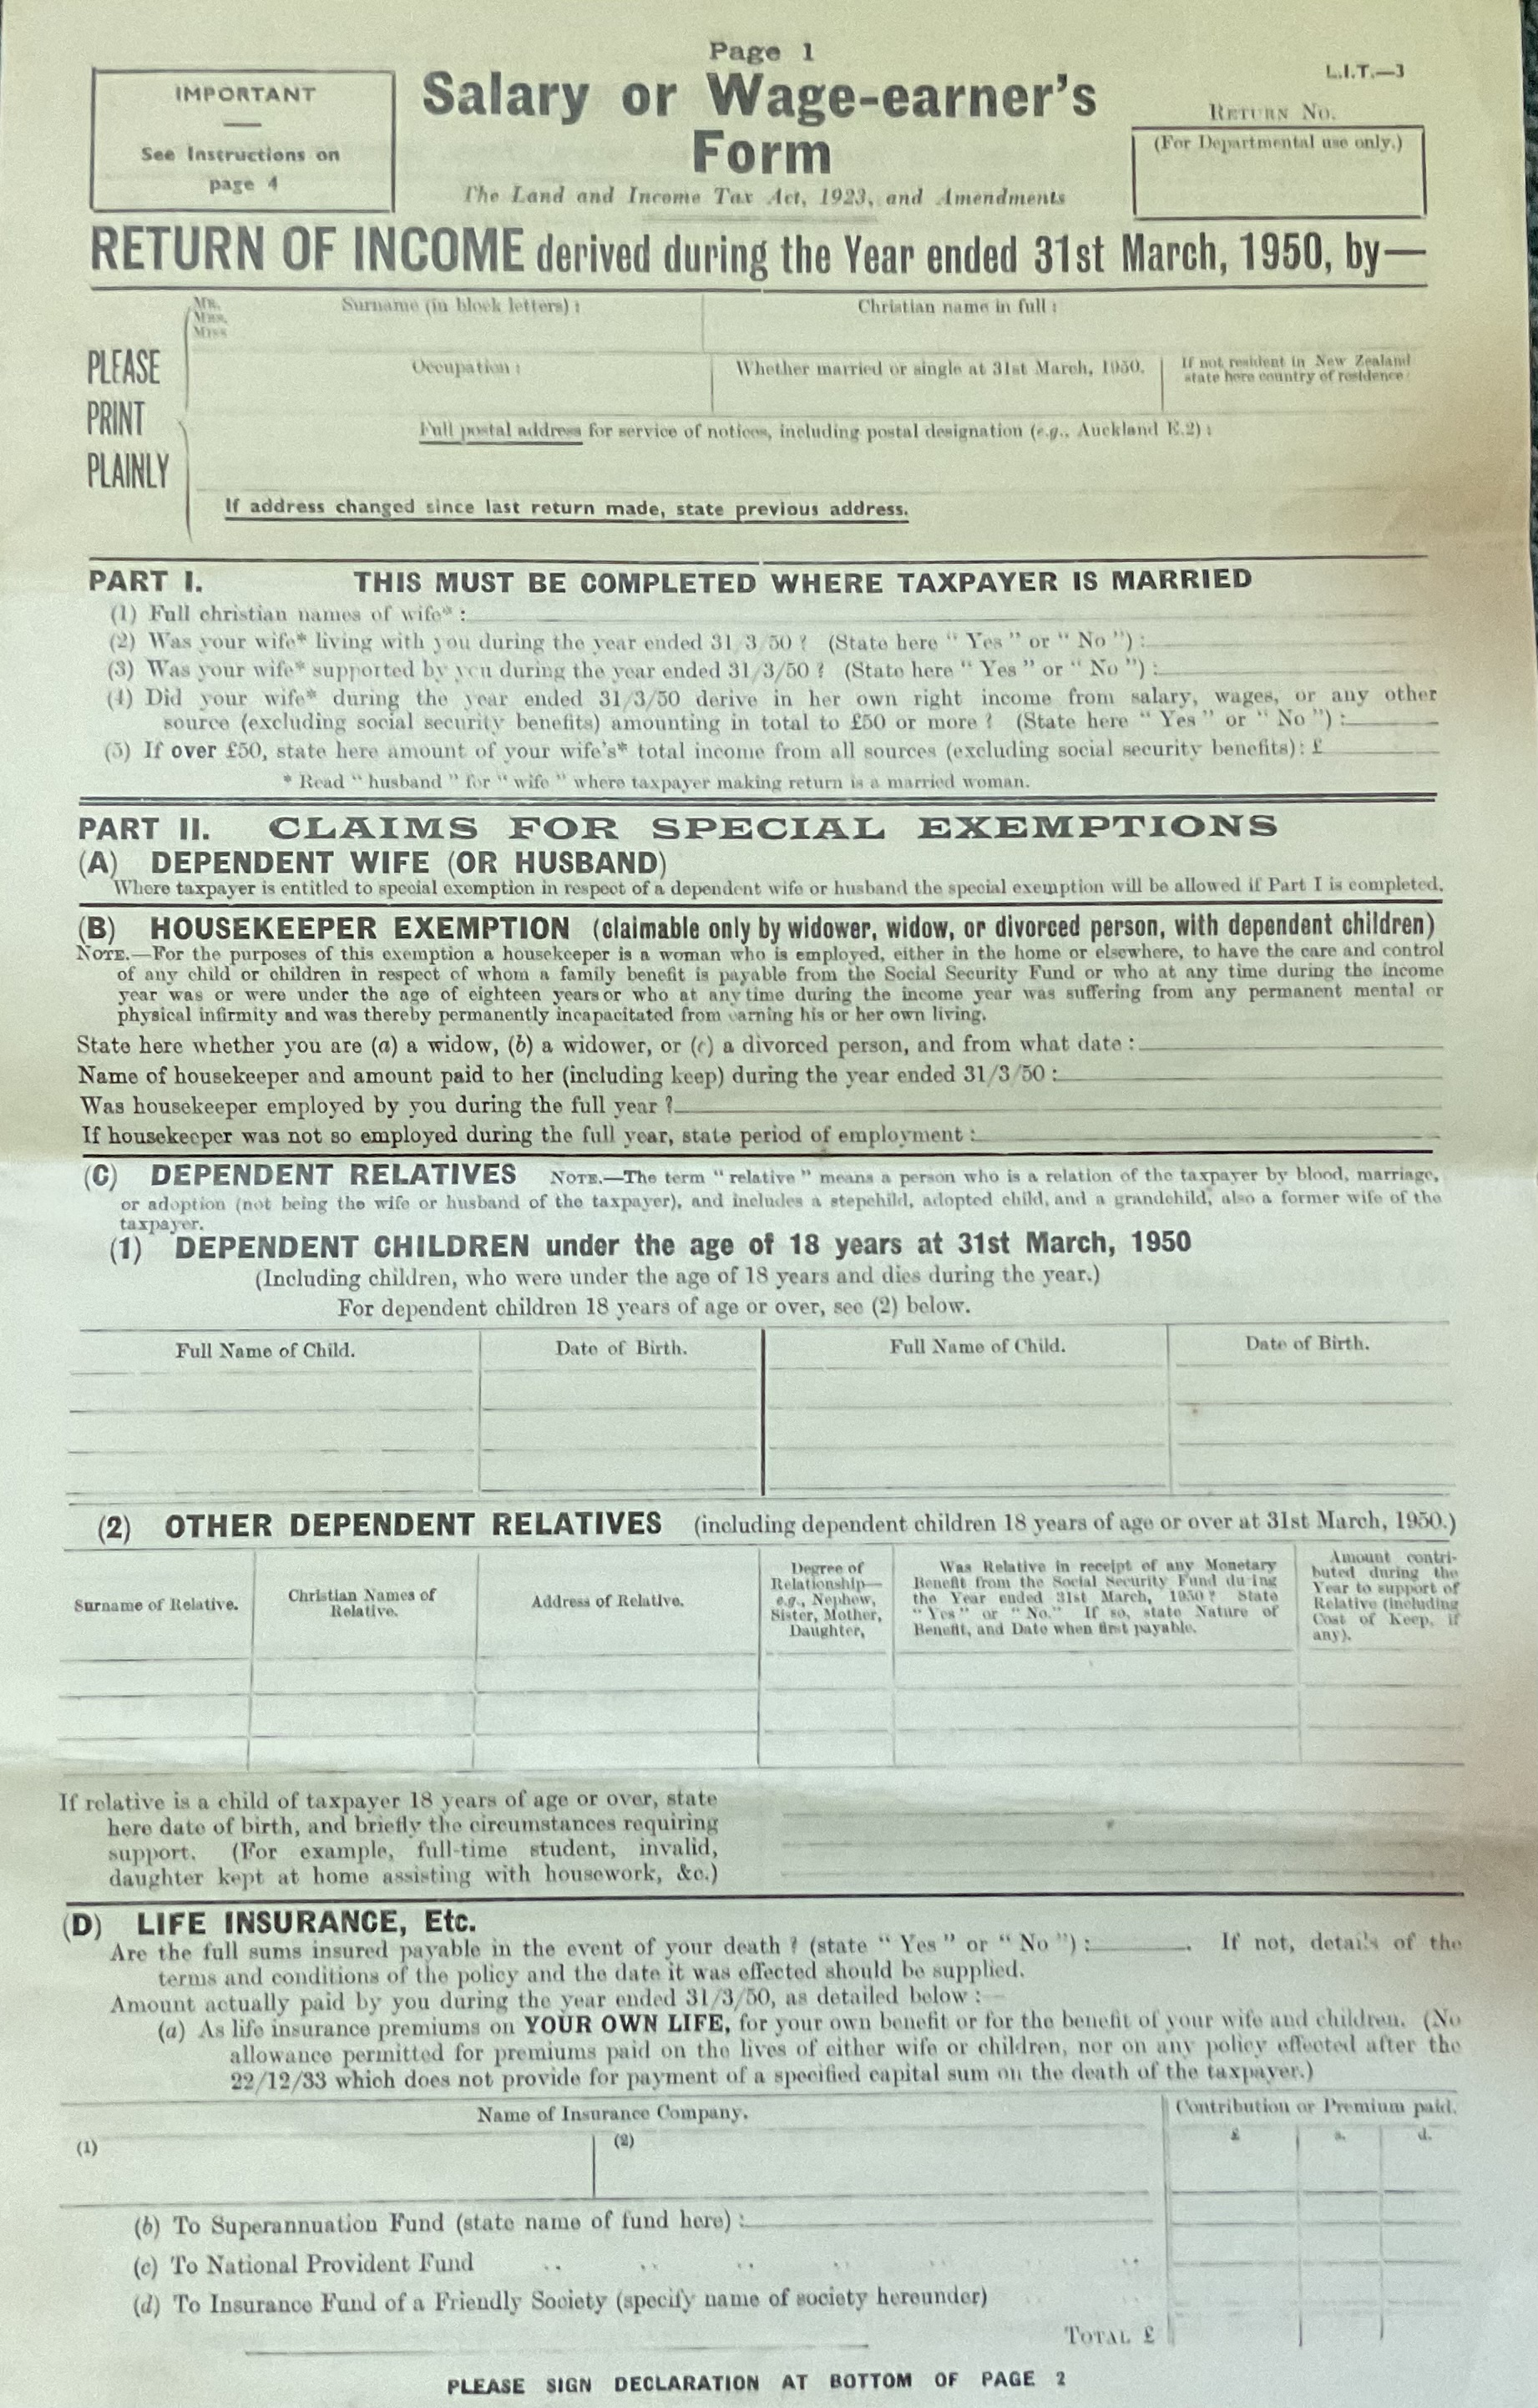 Page 1
L.I.T.—3
IMPORTANT
See Instructions on
page 4
Salary or Wage-earner's
Form
The Land and Income Tax Act, 1923, and Amendments
RETURN NO.
(For Departmental use only.)
RETURN OF INCOME derived during the Year ended 31st March, 1950, by—
PLEASE
PRINT
PLAINLY
MR.
MRS.
MISS
Surname (in block letters) :
Christian name in full :
Occupation :
Whether married or single at 31st March, 1950.
If not resident in New Zealand
state here country of residence :
Full postal address for service of notices, including postal designation (e.g., Auckland E.2) :
If address changed since last return made, state previous address.
PART I. THIS MUST BE COMPLETED WHERE TAXPAYER IS MARRIED
(1) Full christian names of wife* :
(2) Was your wife* living with you during the year ended 31/3/50 ? (State here " Yes " or " No ") :
(3) Was your wife* supported by you during the year ended 31/3/50 ? (State here " Yes " or " No ") :
(4) Did your wife* during the year ended 31/3/50 derive in her own right income from salary, wages, or any other
source (excluding social security benefits) amounting in total to £50 or more ? (State here " Yes " or " No ") :
(5) If over £50, state here amount of your wife's* total income from all sources (excluding social security benefits) : £
* Read " husband " for " wife " where taxpayer making return is a married woman.
PART II. CLAIMS FOR SPECIAL EXEMPTIONS
(A) DEPENDENT WIFE (OR HUSBAND)
Where taxpayer is entitled to special exemption in respect of a dependent wife or husband the special exemption will be allowed if Part I is completed.
(B) HOUSEKEEPER EXEMPTION (claimable only by widower, widow, or divorced person, with dependent children)
NOTE.—For the purposes of this exemption a housekeeper is a woman who is employed, either in the home or elsewhere, to have the care and control
of any child or children in respect of whom a family benefit is payable from the Social Security Fund or who at any time during the income
year was or were under the age of eighteen years or who at any time during the income year was suffering from any permanent mental or
physical infirmity and was thereby permanently incapacitated from earning his or her own living.
State here whether you are (a) a widow, (b) a widower, or (c) a divorced person, and from what date :
Name of housekeeper and amount paid to her (including keep) during the year ended 31/3/50 :
Was housekeeper employed by you during the full year ?
If housekeeper was not so employed during the full year, state period of employment :
(C) DEPENDENT RELATIVES NOTE.—The term " relative " means a person who is a relation of the taxpayer by blood, marriage,
or adoption (not being the wife or husband of the taxpayer), and includes a stepchild, adopted child, and a grandchild, also a former wife of the
taxpayer.
(1) DEPENDENT CHILDREN under the age of 18 years at 31st March, 1950
(Including children, who were under the age of 18 years and dies during the year.)
For dependent children 18 years of age or over, see (2) below.
Full Name of Child.
Date of Birth.
Full Name of Child.
Date of Birth.
(2) OTHER DEPENDENT RELATIVES (including dependent children 18 years of age or over at 31st March, 1950.)
Surname of Relative.
Christian Names of
Relative.
Address of Relative.
Degree of
Relationship—
e.g., Nephew,
Sister, Mother,
Daughter,
Was Relative in receipt of any Monetary
Benefit from the Social Security Fund during
the Year ended 31st March, 1950 ? State
" Yes " or " No." If so, state Nature of
Benefit, and Date when first payable.
Amount contri-
buted during the
Year to support of
Relative (including
Cost of Keep, if
any).
If relative is a child of taxpayer 18 years of age or over, state
here date of birth, and briefly the circumstances requiring
support. (For example, full-time student, invalid,
daughter kept at home assisting with housework, &c.)
(D) LIFE INSURANCE, Etc.
Are the full sums insured payable in the event of your death ? (state " Yes " or " No ") : . If not, details of the
terms and conditions of the policy and the date it was effected should be supplied.
Amount actually paid by you during the year ended 31/3/50, as detailed below :—
(a) As life insurance premiums on YOUR OWN LIFE, for your own benefit or for the benefit of your wife and children. (No
allowance permitted for premiums paid on the lives of either wife or children, nor on any policy effected after the
22/12/33 which does not provide for payment of a specified capital sum on the death of the taxpayer.)
Name of Insurance Company.
Contribution or Premium paid.
£ s. d.
(1)
(2)
(b) To Superannuation Fund (state name of fund here) :
(c) To National Provident Fund .. .. .. .. .. .. ..
(d) To Insurance Fund of a Friendly Society (specify name of society hereunder)
TOTAL £
PLEASE SIGN DECLARATION AT BOTTOM OF PAGE 2